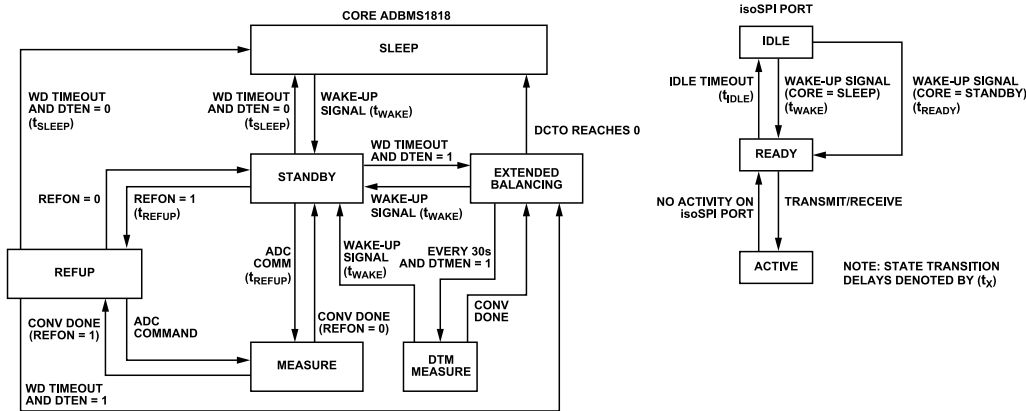 CORE ADBMS1818
SLEEP
WD TIMEOUT
AND DTEN = 0
(tSLEEP)
WD TIMEOUT
AND DTEN = 0
(tSLEEP)
WAKE-UP
SIGNAL (tWAKE)
DCTO REACHES 0
WD TIMEOUT
AND DTEN = 1
STANDBY
EXTENDED
BALANCING
WAKE-UP
SIGNAL (tWAKE)
REFON = 0
REFON = 1
(tREFUP)
REFUP
ADC
COMM
(tREFUP)
WAKE-UP
SIGNAL
(tWAKE)
EVERY 30s
AND DTMEN = 1
CONV DONE
(REFON = 1)
ADC
COMMAND
CONV DONE
(REFON = 0)
CONV
DONE
MEASURE
DTM
MEASURE
WD TIMEOUT
AND DTEN = 1
isoSPI PORT
IDLE
IDLE TIMEOUT
(tIDLE)
WAKE-UP SIGNAL
(CORE = SLEEP)
(tWAKE)
WAKE-UP SIGNAL
(CORE = STANDBY)
(tREADY)
READY
NO ACTIVITY ON
isoSPI PORT
TRANSMIT/RECEIVE
ACTIVE
NOTE: STATE TRANSITION
DELAYS DENOTED BY (tX)